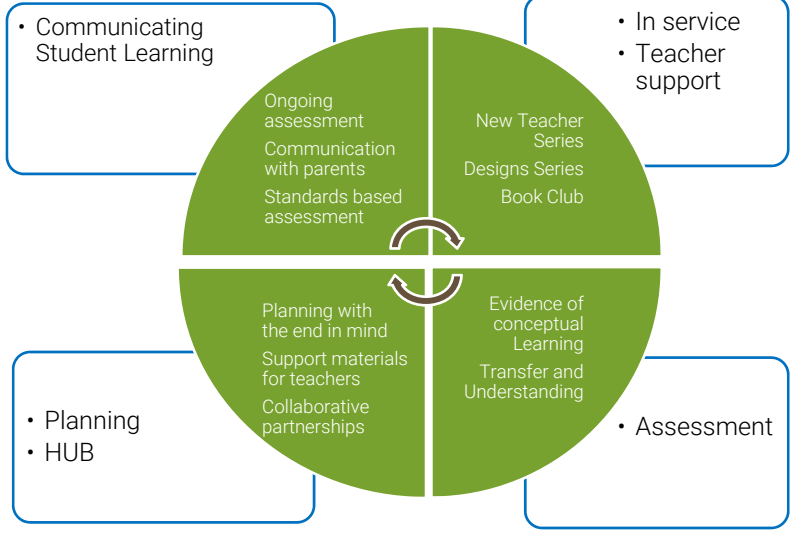 • Communicating
Student Learning
Ongoing
assessment
Communication
with parents
Standards based
assessment
• In service
• Teacher
support
New Teacher
Series
Designs Series
Book Club
Planning with
the end in mind
Support materials
for teachers
Collaborative
partnerships
• Planning
• HUB
Evidence of
conceptual
Learning
Transfer and
Understanding
• Assessment